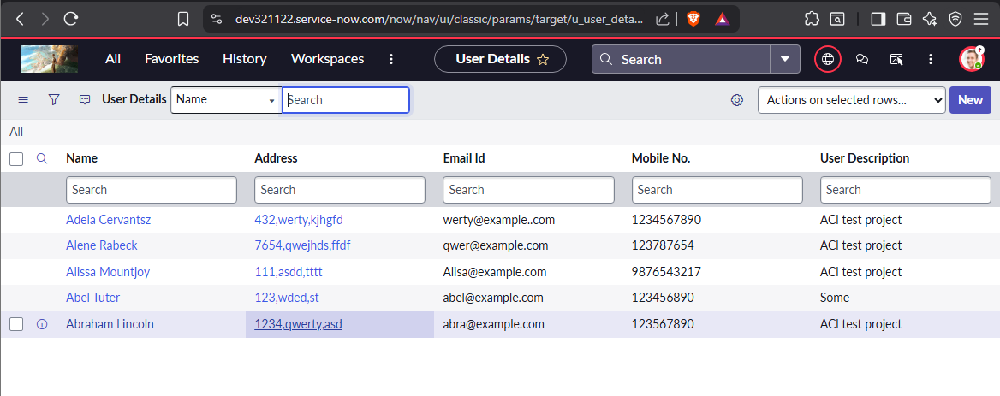 dev321122.service-now.com/now/nav/ui/classic/params/target/u_user_deta...
All Favorites History Workspaces User Details Search
User Details Name Search Actions on selected rows... New
All
Name Address Email Id Mobile No. User Description
Search Search Search Search Search
Adela Cervantsz 432,werty,kjhgfd werty@example..com 1234567890 ACI test project
Alene Rabeck 7654,qwejhds,ffdf qwer@example.com 123787654 ACI test project
Alissa Mountjoy 111,asdd,tttt Alisa@example.com 9876543217 ACI test project
Abel Tuter 123,wded,st abel@example.com 123456890 Some
Abraham Lincoln 1234,qwerty,asd abra@example.com 123567890 ACI test project